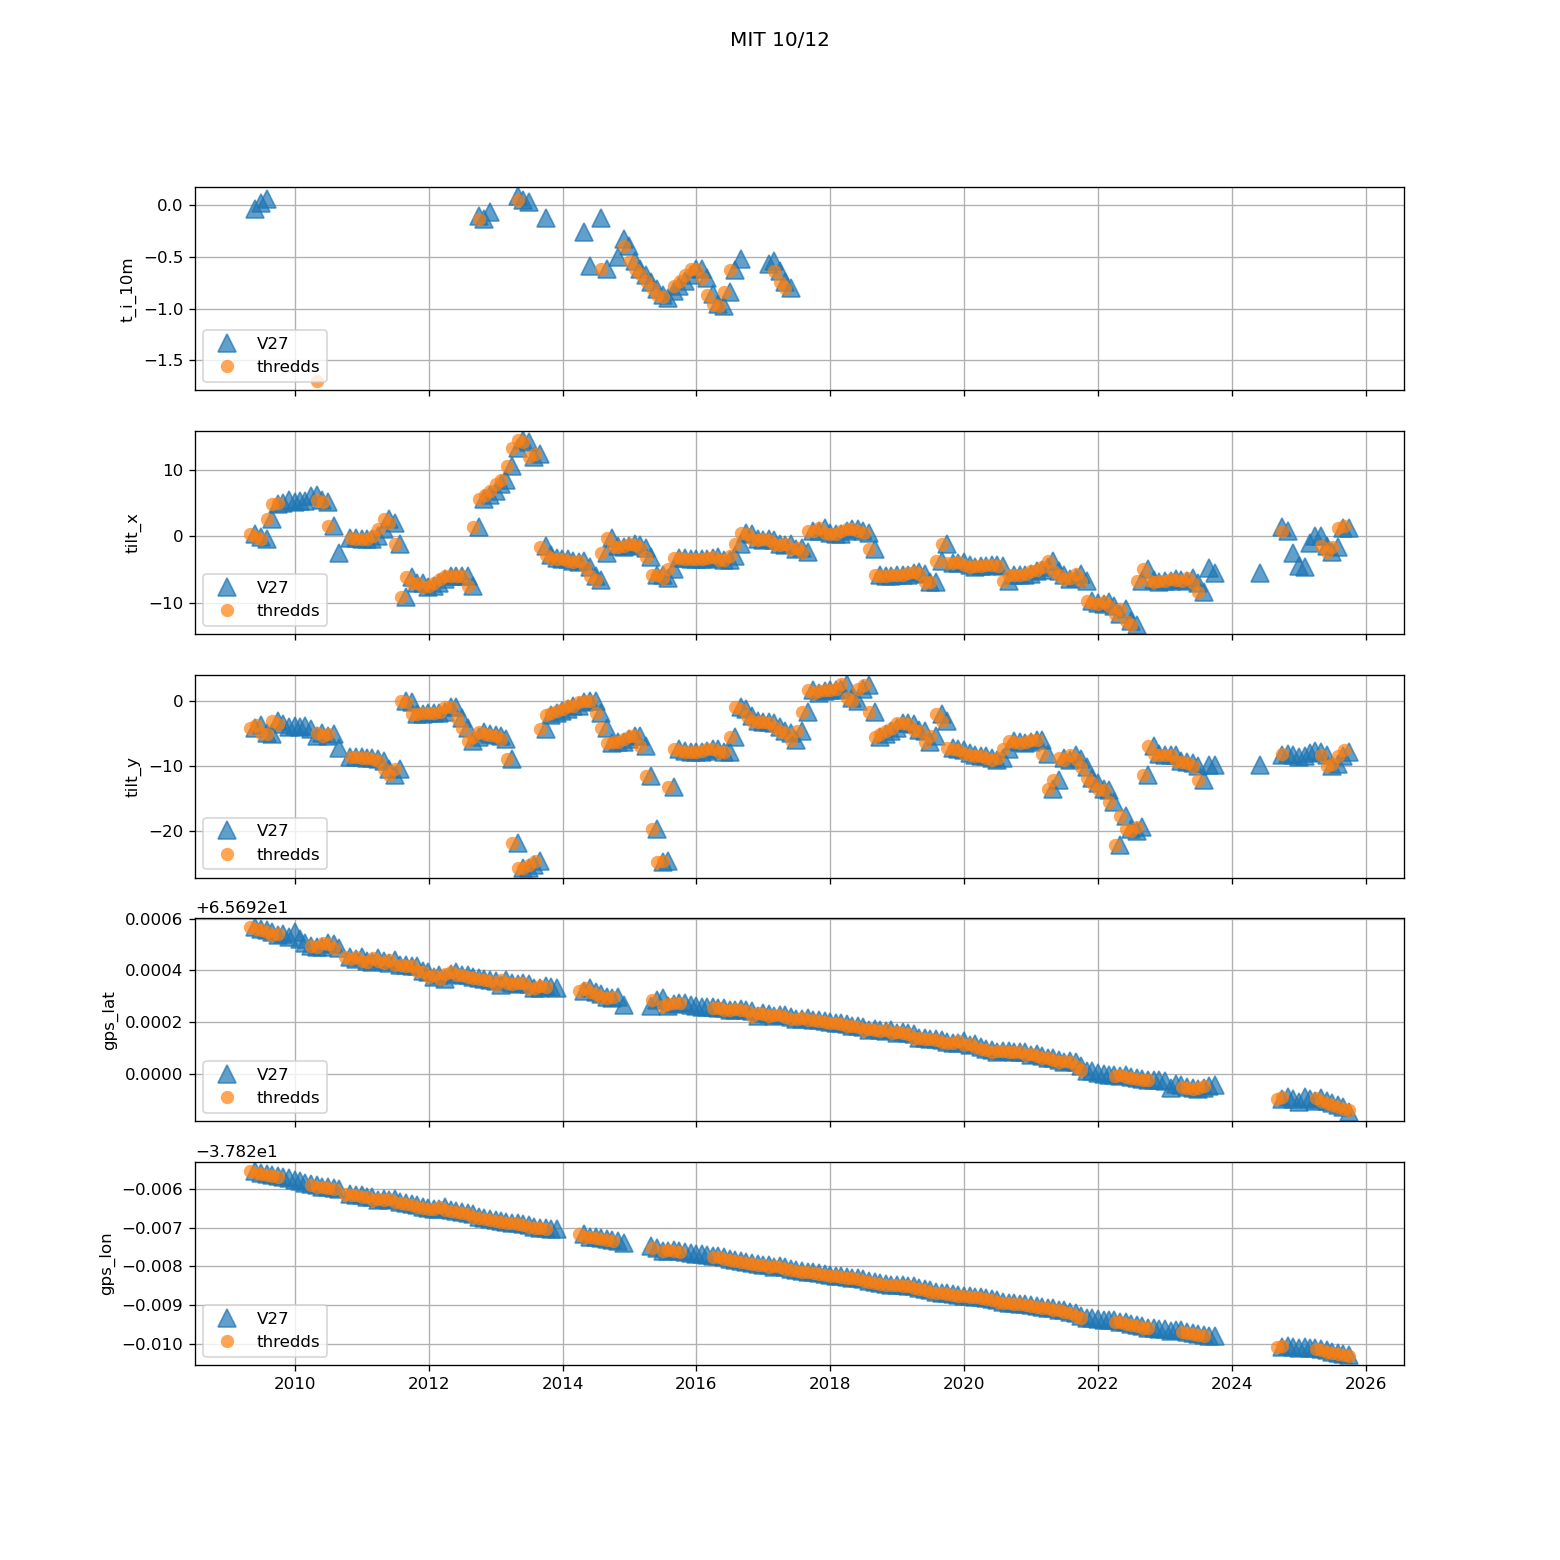 MIT 10/12
0.0
−0.5
−1.0
−1.5
t_i_10m
V27
thredds
10
0
−10
tilt_x
V27
thredds
0
−10
−20
tilt_y
V27
thredds
+6.5692e1
0.0006
0.0004
0.0002
0.0000
gps_lat
V27
thredds
−3.782e1
−0.006
−0.007
−0.008
−0.009
−0.010
gps_lon
V27
thredds
2010 2012 2014 2016 2018 2020 2022 2024 2026